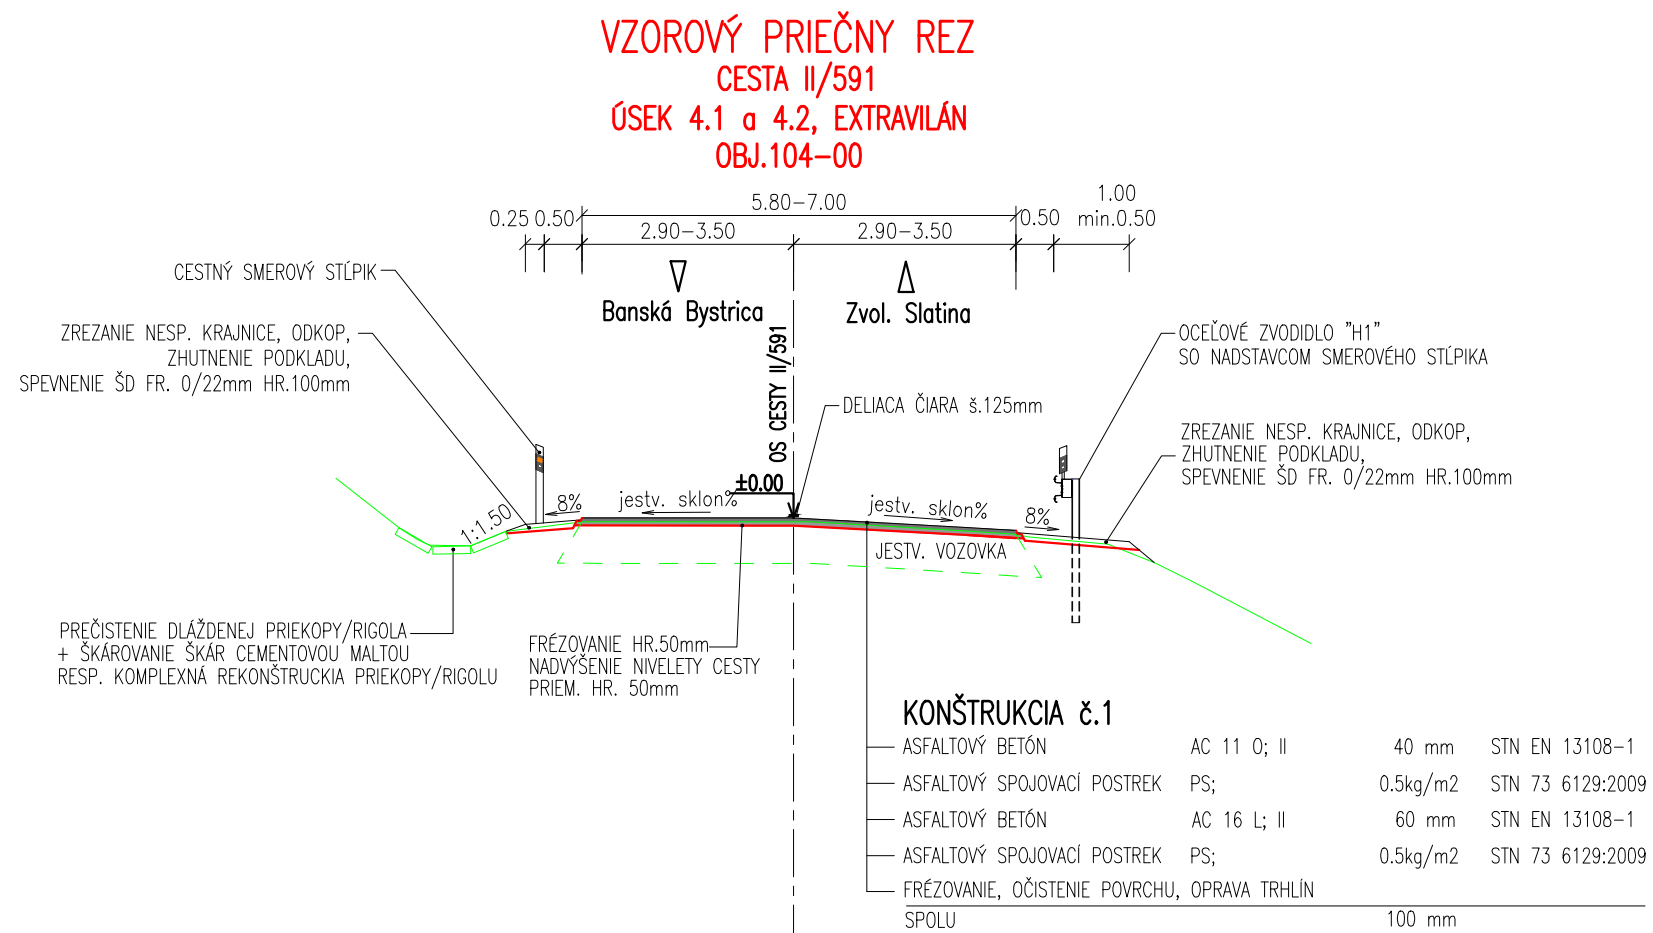 VZOROVÝ PRIEČNY REZ
CESTA II/591
ÚSEK 4.1 a 4.2, EXTRAVILÁN
OBJ.104-00
5.80-7.00
1.00
0.25 0.50
2.90-3.50
2.90-3.50
0.50
min.0.50
CESTNÝ SMEROVÝ STĹPIK
Banská Bystrica
Zvol. Slatina
ZREZANIE NESP. KRAJNICE, ODKOP,
ZHUTNENIE PODKLADU,
SPEVNENIE ŠD FR. 0/22mm HR.100mm
OS CESTY II/591
OCEĽOVÉ ZVODIDLO "H1"
SO NADSTAVCOM SMEROVÉHO STĹPIKA
DELIACA ČIARA š.125mm
ZREZANIE NESP. KRAJNICE, ODKOP,
ZHUTNENIE PODKLADU,
SPEVNENIE ŠD FR. 0/22mm HR.100mm
±0.00
1:1.50
8%
jestv. sklon%
jestv. sklon%
8%
JESTV. VOZOVKA
PREČISTENIE DLÁŽDENEJ PRIEKOPY/RIGOLA
+ ŠKÁROVANIE ŠKÁR CEMENTOVOU MALTOU
RESP. KOMPLEXNÁ REKONŠTRUCKIA PRIEKOPY/RIGOLU
FRÉZOVANIE HR.50mm
NADVÝŠENIE NIVELETY CESTY
PRIEM. HR. 50mm
KONŠTRUKCIA č.1
ASFALTOVÝ BETÓN AC 11 O; II 40 mm STN EN 13108-1
ASFALTOVÝ SPOJOVACÍ POSTREK PS; 0.5kg/m2 STN 73 6129:2009
ASFALTOVÝ BETÓN AC 16 L; II 60 mm STN EN 13108-1
ASFALTOVÝ SPOJOVACÍ POSTREK PS; 0.5kg/m2 STN 73 6129:2009
FRÉZOVANIE, OČISTENIE POVRCHU, OPRAVA TRHLÍN
SPOLU 100 mm